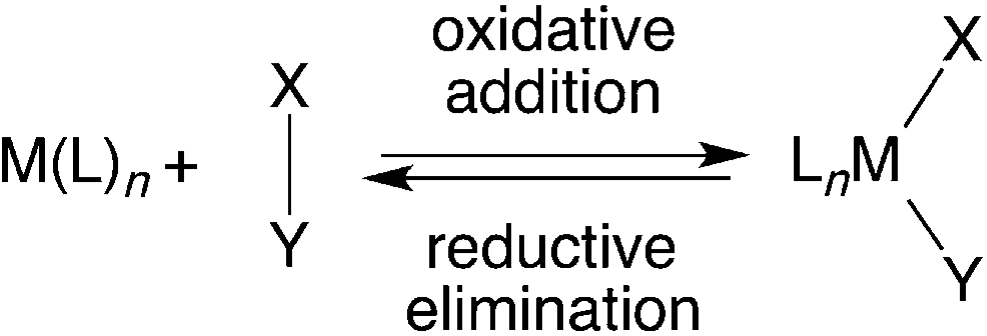 oxidative
addition
M(L)n +
X
Y
LnM
X
Y
reductive
elimination